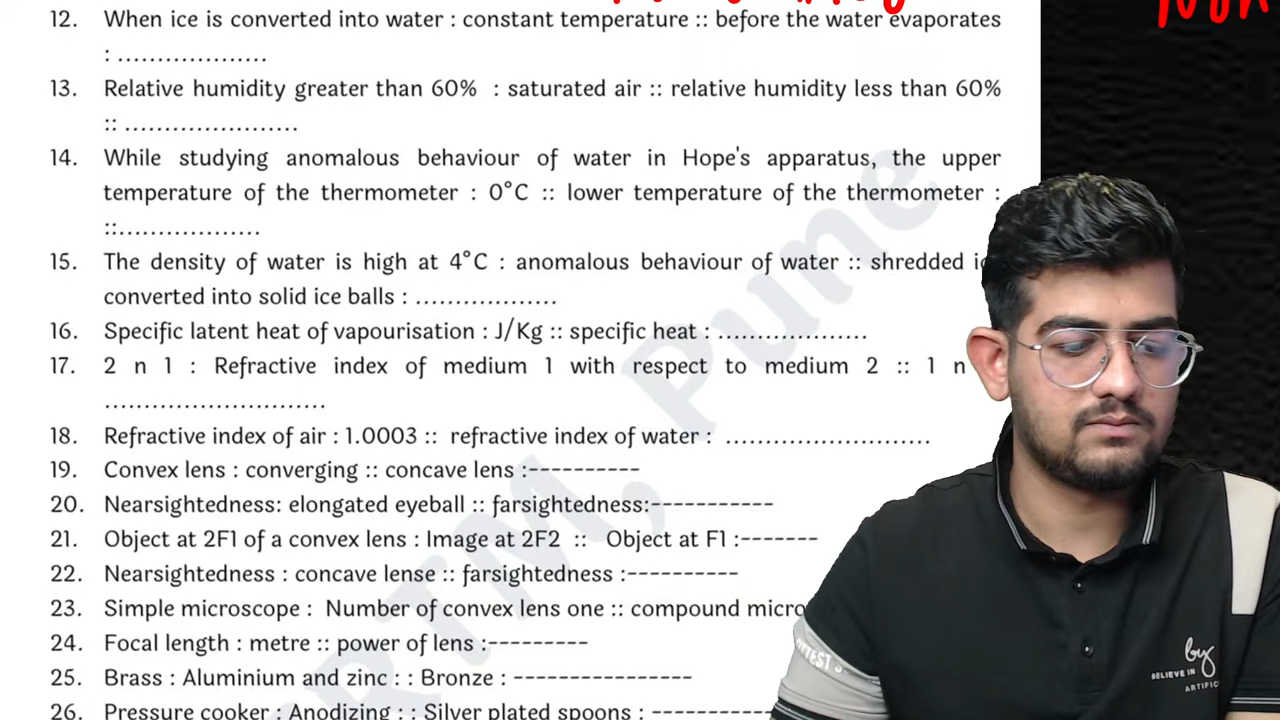 12. When ice is converted into water : constant temperature :: before the water evaporates
: ...................
13. Relative humidity greater than 60% : saturated air :: relative humidity less than 60%
:: ......................
14. While studying anomalous behaviour of water in Hope's apparatus, the upper
temperature of the thermometer : 0°C :: lower temperature of the thermometer :
::..................
15. The density of water is high at 4°C : anomalous behaviour of water :: shredded
converted into solid ice balls : ..................
16. Specific latent heat of vapourisation : J/Kg :: specific heat : ...................
17. 2 n 1 : Refractive index of medium 1 with respect to medium 2 :: 1 n
............................
18. Refractive index of air : 1.0003 :: refractive index of water : ..........................
19. Convex lens : converging :: concave lens :----------
20. Nearsightedness: elongated eyeball :: farsightedness:-----------
21. Object at 2F1 of a convex lens : Image at 2F2 :: Object at F1 :-------
22. Nearsightedness : concave lense :: farsightedness :----------
23. Simple microscope : Number of convex lens one :: compound
24. Focal length : metre :: power of lens :---------
25. Brass : Aluminium and zinc : : Bronze : ----------------
26. Pressure cooker : Anodizing : : Silver plated spoons : -----------
Pune
by
BELIEVE IN